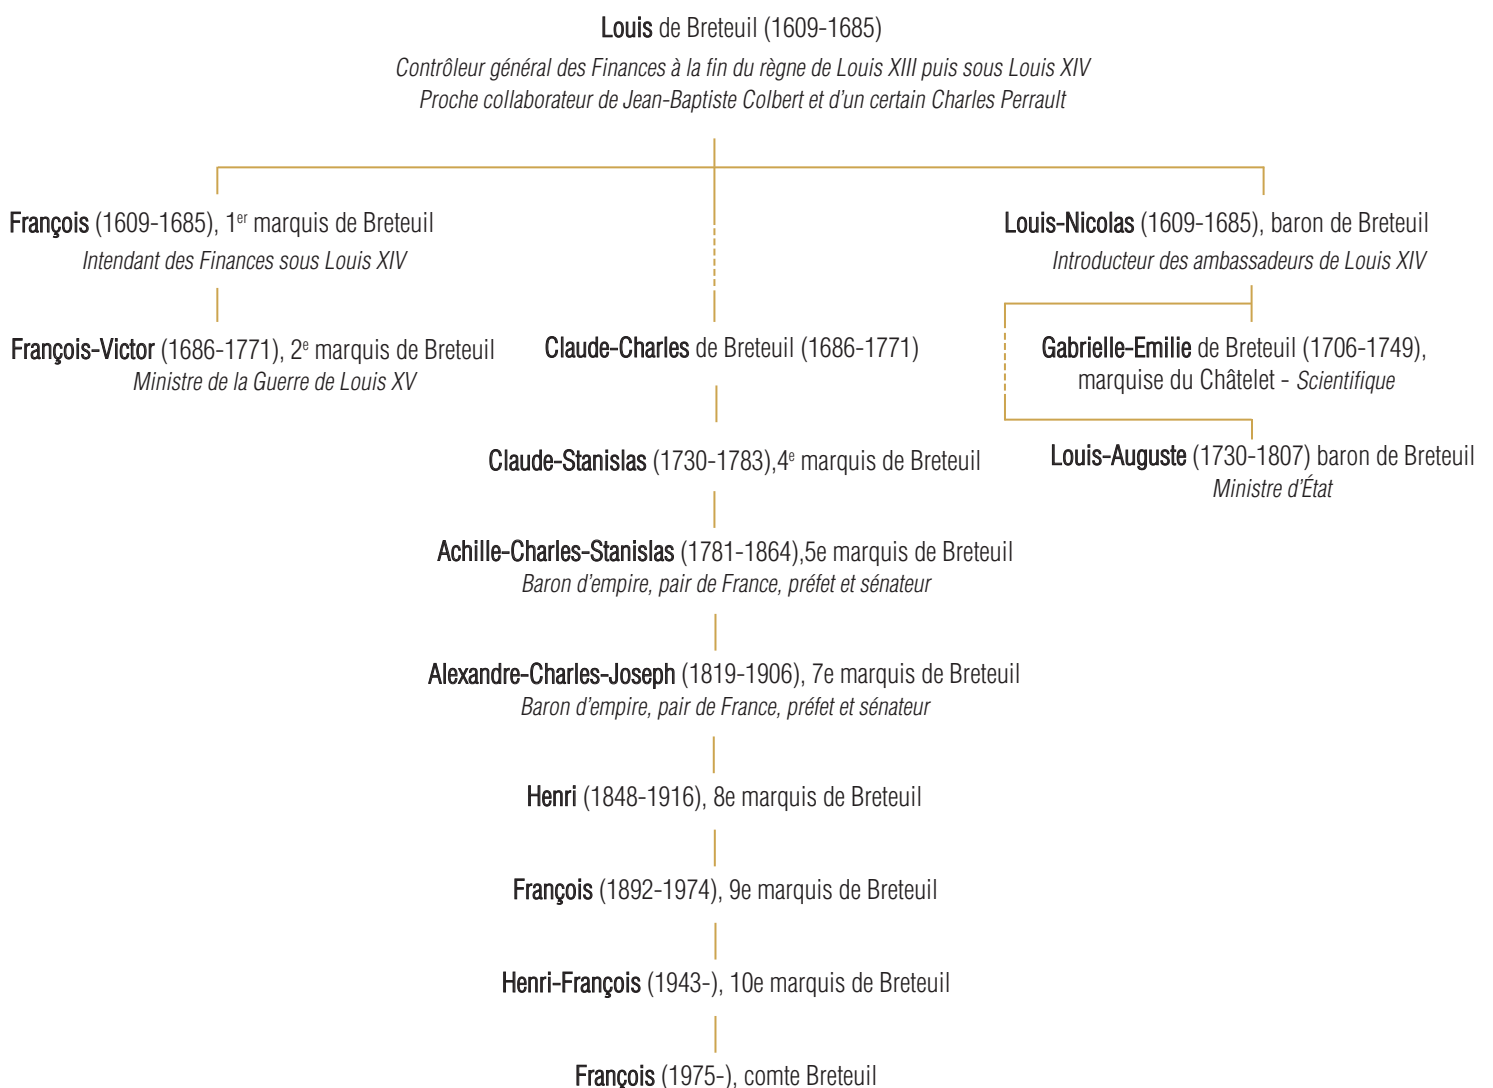 Louis de Breteuil (1609-1685)
Contrôleur général des Finances à la fin du règne de Louis XIII puis sous Louis XIV
Proche collaborateur de Jean-Baptiste Colbert et d'un certain Charles Perrault
François (1609-1685), 1er marquis de Breteuil
Intendant des Finances sous Louis XIV
Louis-Nicolas (1609-1685), baron de Breteuil
Introducteur des ambassadeurs de Louis XIV
François-Victor (1686-1771), 2e marquis de Breteuil
Ministre de la Guerre de Louis XV
Claude-Charles de Breteuil (1686-1771)
Gabrielle-Emilie de Breteuil (1706-1749),
marquise du Châtelet - Scientifique
Claude-Stanislas (1730-1783),4e marquis de Breteuil
Louis-Auguste (1730-1807) baron de Breteuil
Ministre d'État
Achille-Charles-Stanislas (1781-1864),5e marquis de Breteuil
Baron d'empire, pair de France, préfet et sénateur
Alexandre-Charles-Joseph (1819-1906), 7e marquis de Breteuil
Baron d'empire, pair de France, préfet et sénateur
Henri (1848-1916), 8e marquis de Breteuil
François (1892-1974), 9e marquis de Breteuil
Henri-François (1943-), 10e marquis de Breteuil
François (1975-), comte Breteuil